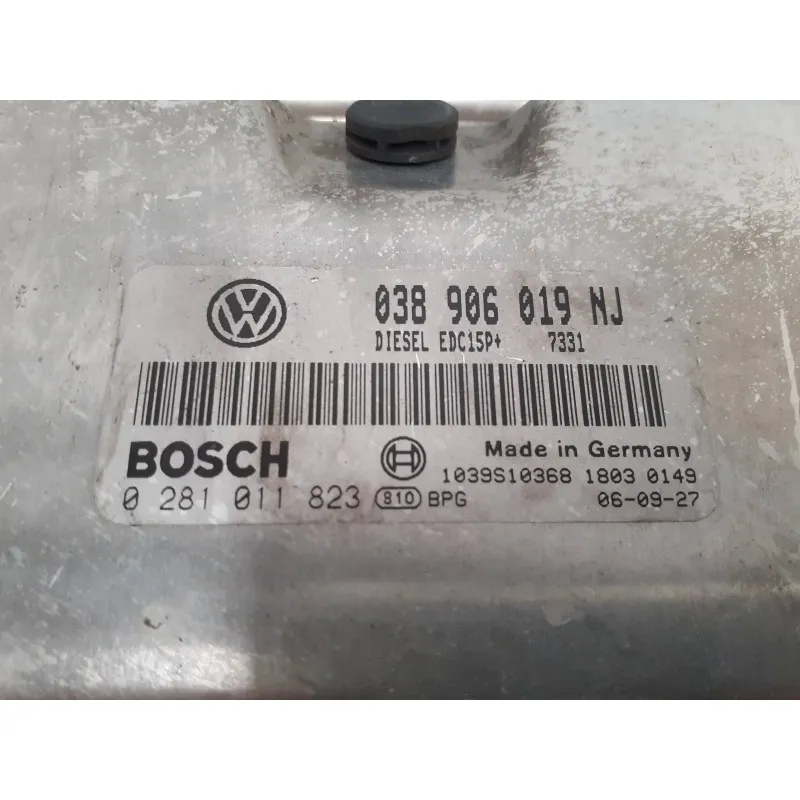 038 906 019 NJ
DIESEL EDC15P+ 7331
BOSCH
Made in Germany
1039S10368 1803 0149
0 281 011 823 810 BPG 06-09-27